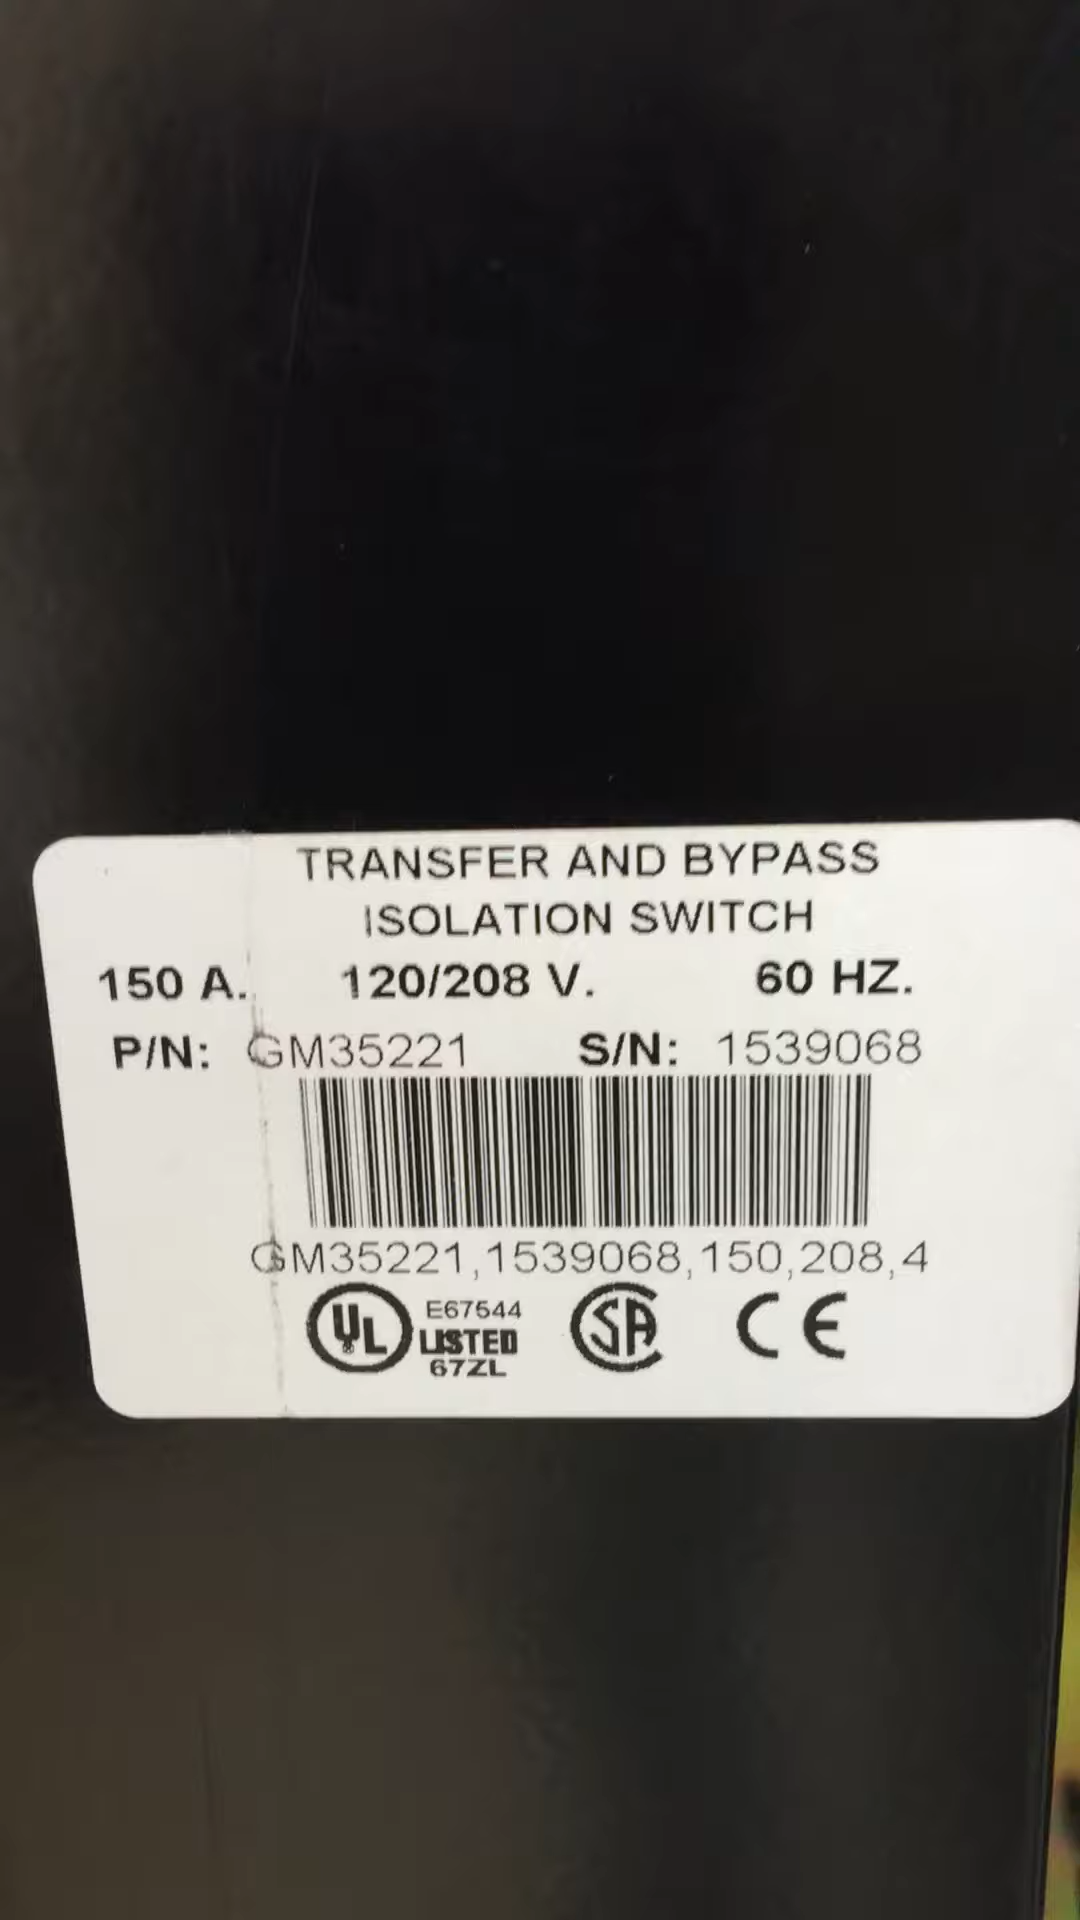 TRANSFER AND BYPASS
ISOLATION SWITCH
150 A. 120/208 V. 60 HZ.
P/N: GM35221 S/N: 1539068
GM35221,1539068,150,208,4
UL E67544 SA CE
LISTED
67ZL